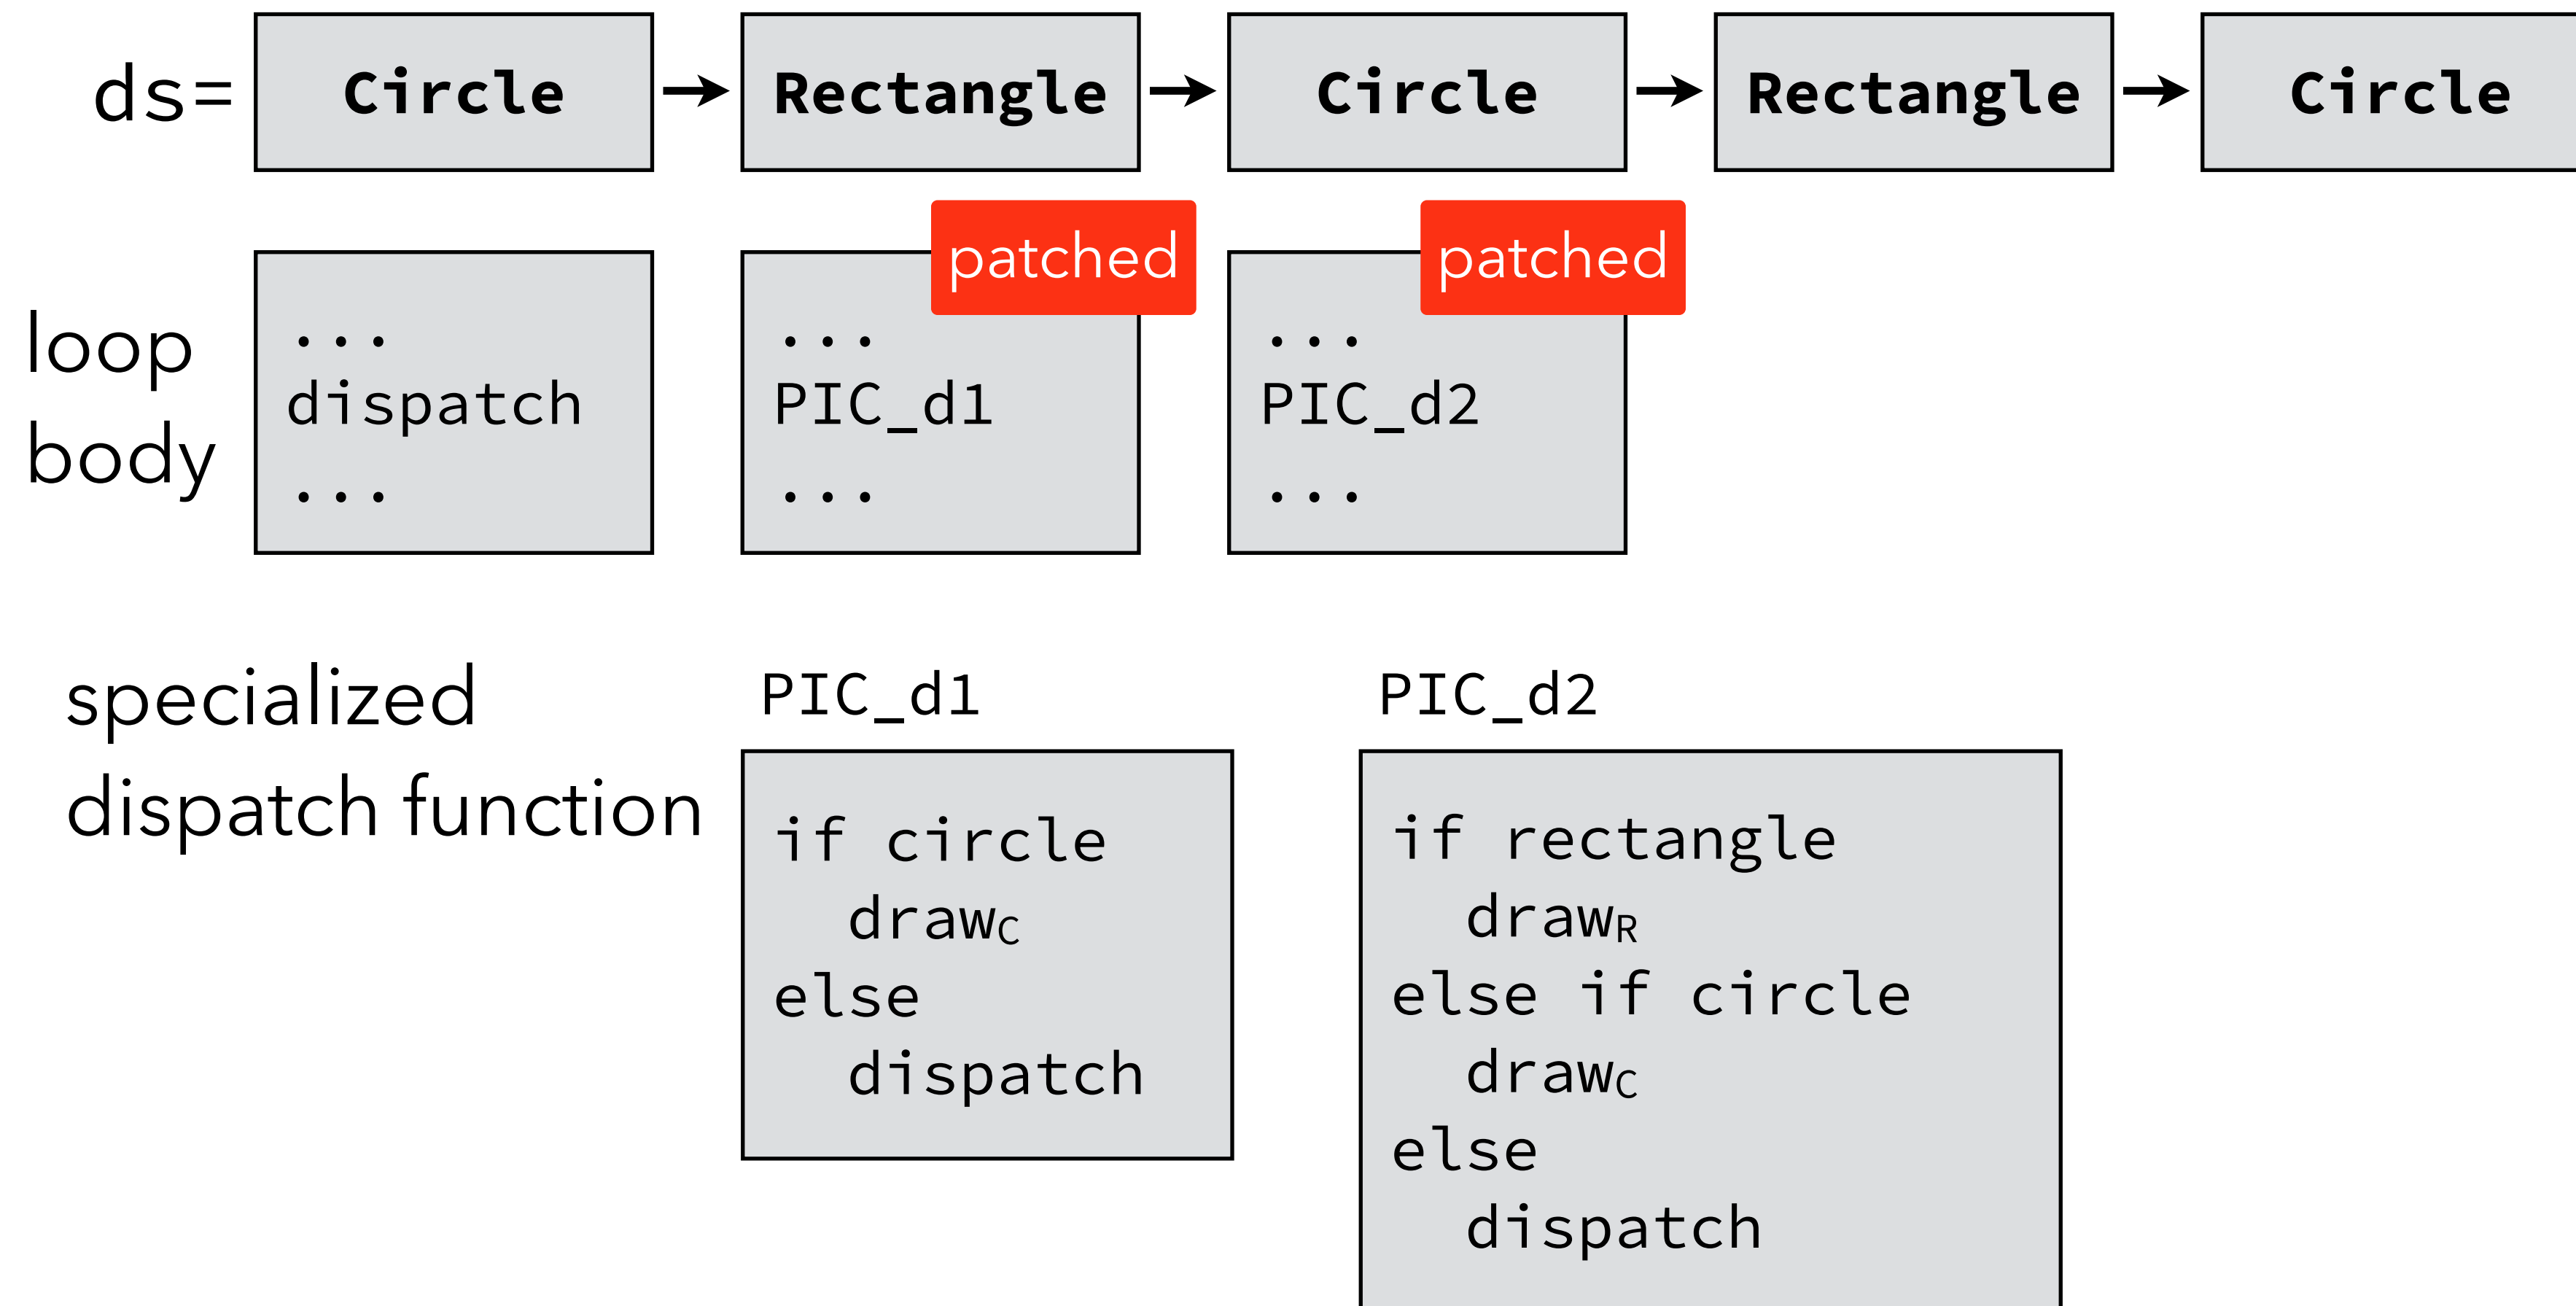 ds= Circle → Rectangle → Circle → Rectangle → Circle
patched patched
loop body
...
dispatch
...
...
PIC_d1
...
...
PIC_d2
...
specialized
dispatch function
PIC_d1
if circle
  drawC
else
  dispatch
PIC_d2
if rectangle
  drawR
else if circle
  drawC
else
  dispatch